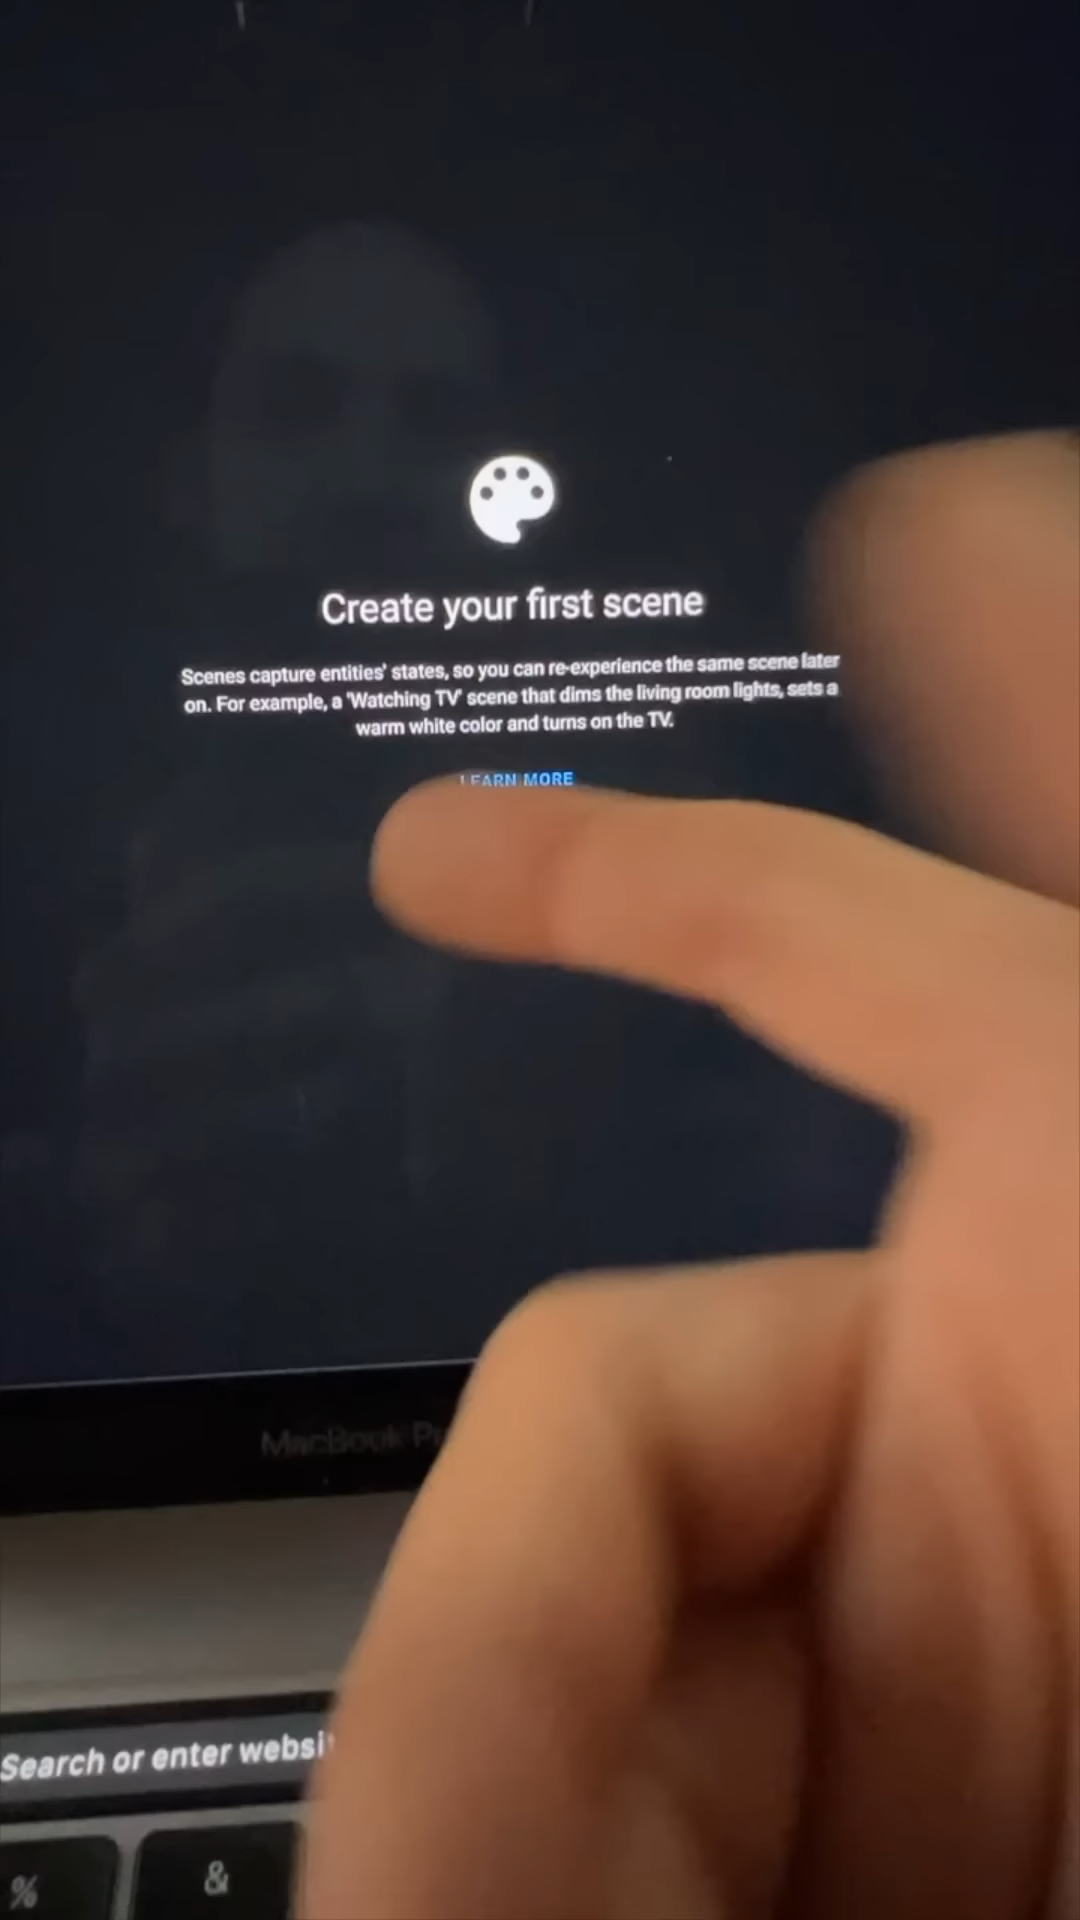 Create your first scene
Scenes capture entities' states, so you can re-experience the same scene later
on. For example, a 'Watching TV' scene that dims the living room lights, sets a
warm white color and turns on the TV.
LEARN MORE
MacBook
Search or enter
%
&